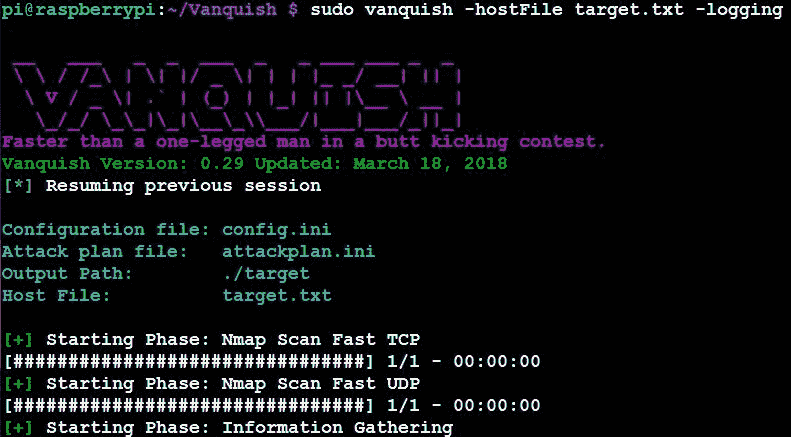 pi@raspberrypi:~/Vanquish $ sudo vanquish -hostFile target.txt -logging
VANQUISH
Faster than a one-legged man in a butt kicking contest.
Vanquish Version: 0.29 Updated: March 18, 2018
[*] Resuming previous session
Configuration file: config.ini
Attack plan file: attackplan.ini
Output Path: ./target
Host File: target.txt
[+] Starting Phase: Nmap Scan Fast TCP
[################################] 1/1 - 00:00:00
[+] Starting Phase: Nmap Scan Fast UDP
[################################] 1/1 - 00:00:00
[+] Starting Phase: Information Gathering